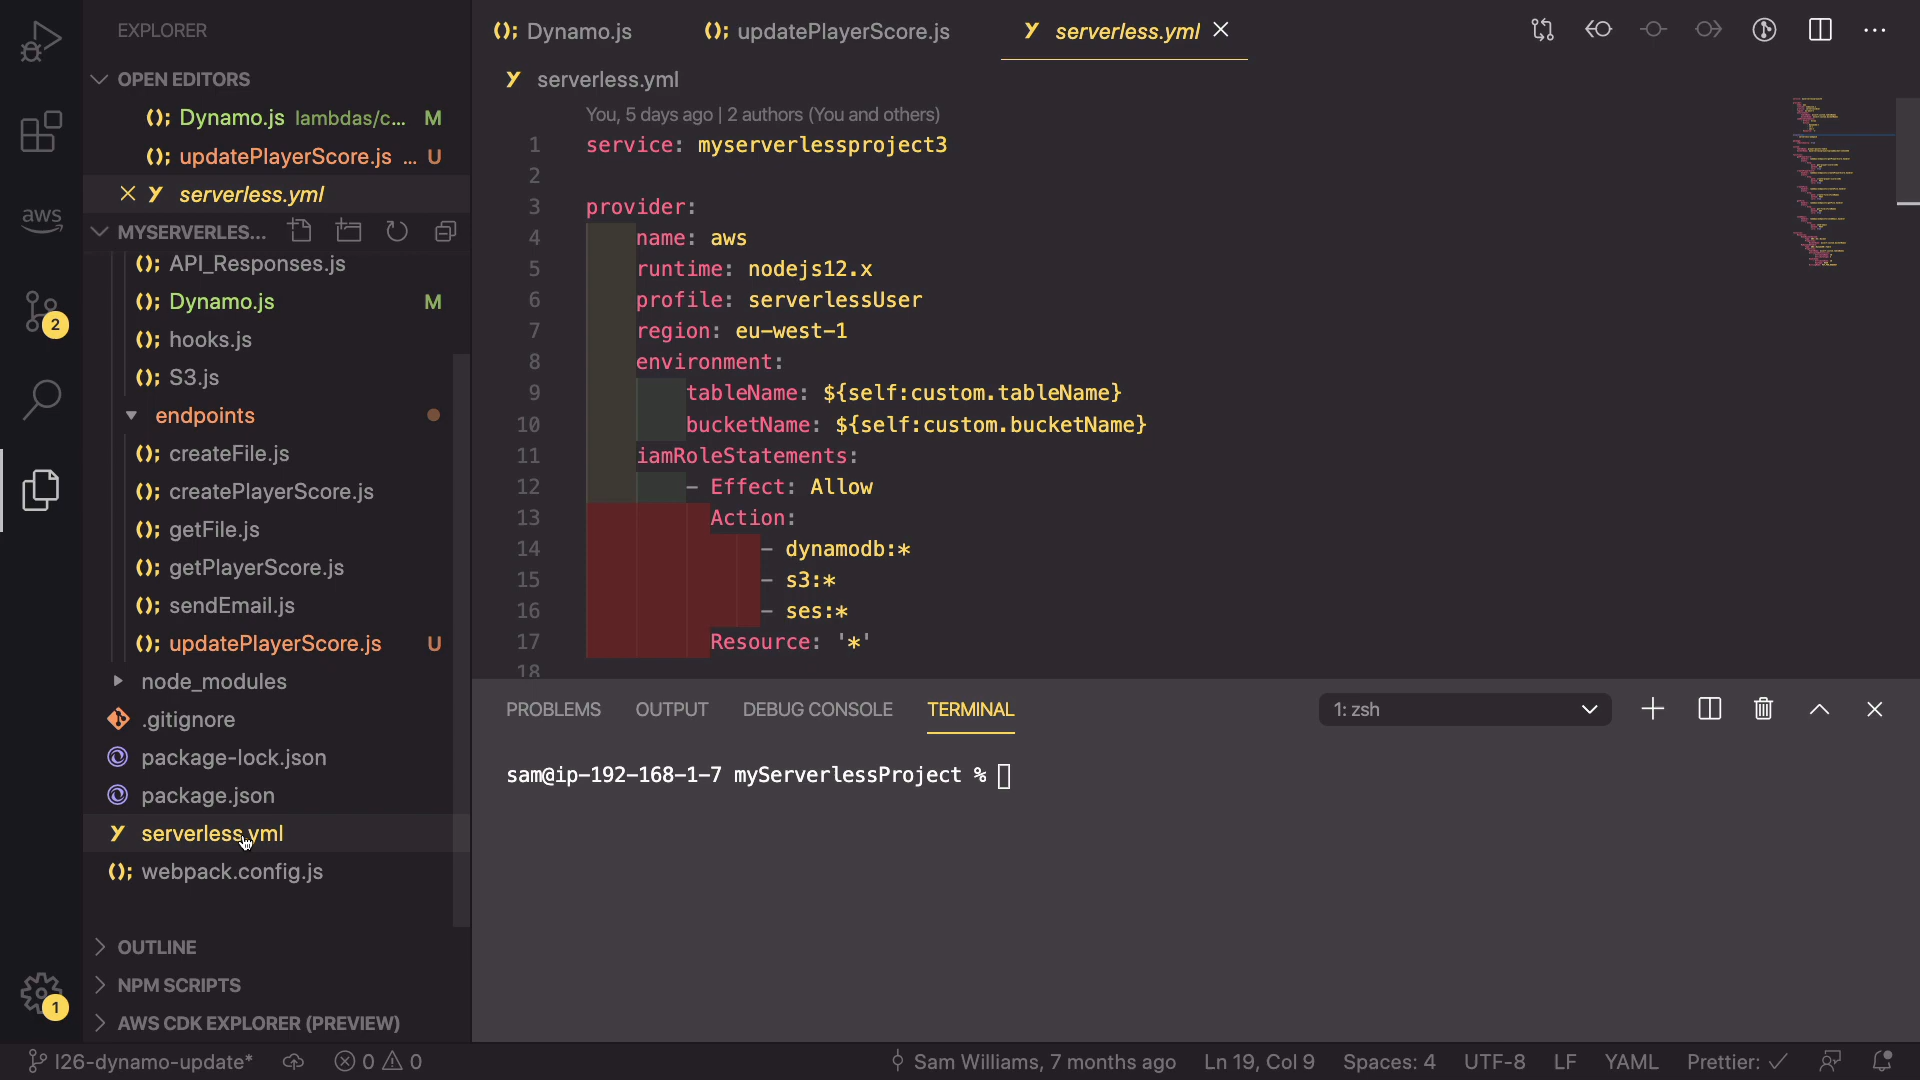 EXPLORER
OPEN EDITORS
Dynamo.js lambdas/c... M
updatePlayerScore.js ... U
serverless.yml
MYSERVERLES...
API_Responses.js
Dynamo.js M
hooks.js
S3.js
endpoints
createFile.js
createPlayerScore.js
getFile.js
getPlayerScore.js
sendEmail.js
updatePlayerScore.js U
node_modules
.gitignore
package-lock.json
package.json
serverless.yml
webpack.config.js
OUTLINE
NPM SCRIPTS
AWS CDK EXPLORER (PREVIEW)
aws
2
1
Dynamo.js
updatePlayerScore.js
serverless.yml
serverless.yml
You, 5 days ago | 2 authors (You and others)
1 service: myserverlessproject3
2
3 provider:
4 name: aws
5 runtime: nodejs12.x
6 profile: serverlessUser
7 region: eu-west-1
8 environment:
9 tableName: ${self:custom.tableName}
10 bucketName: ${self:custom.bucketName}
11 iamRoleStatements:
12 - Effect: Allow
13 Action:
14 - dynamodb:*
15 - s3:*
16 - ses:*
17 Resource: '*'
18
PROBLEMS OUTPUT DEBUG CONSOLE TERMINAL 1: zsh
sam@ip-192-168-1-7 myServerlessProject %
l26-dynamo-update* 0 0 Sam Williams, 7 months ago Ln 19, Col 9 Spaces: 4 UTF-8 LF YAML Prettier: ✓